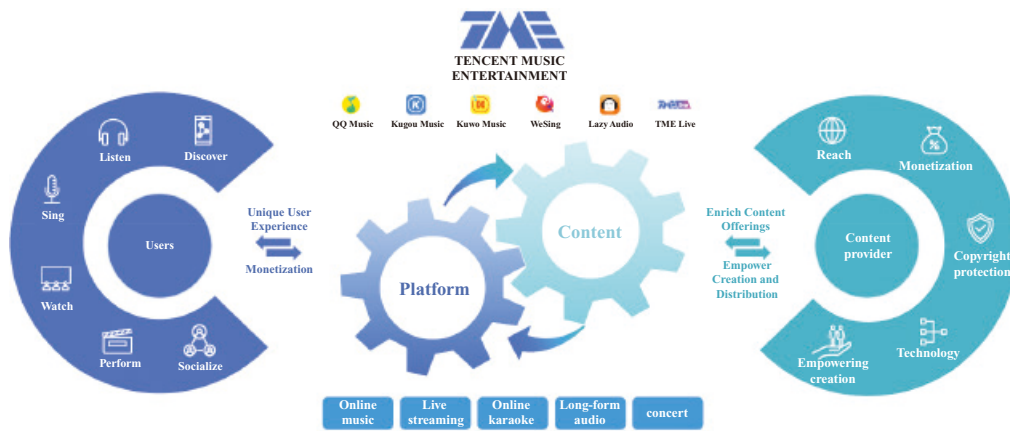 TME
TENCENT MUSIC
ENTERTAINMENT
QQ Music
Kugou Music
Kuwo Music
WeSing
Lazy Audio
TME Live
Discover
Listen
Sing
Watch
Perform
Socialize
Users
Unique User
Experience
Monetization
Platform
Content
Enrich Content
Offerings
Empower
Creation and
Distribution
Content
provider
Reach
Monetization
Copyright
protection
Technology
Empowering
creation
Online
music
Live
streaming
Online
karaoke
Long-form
audio
concert